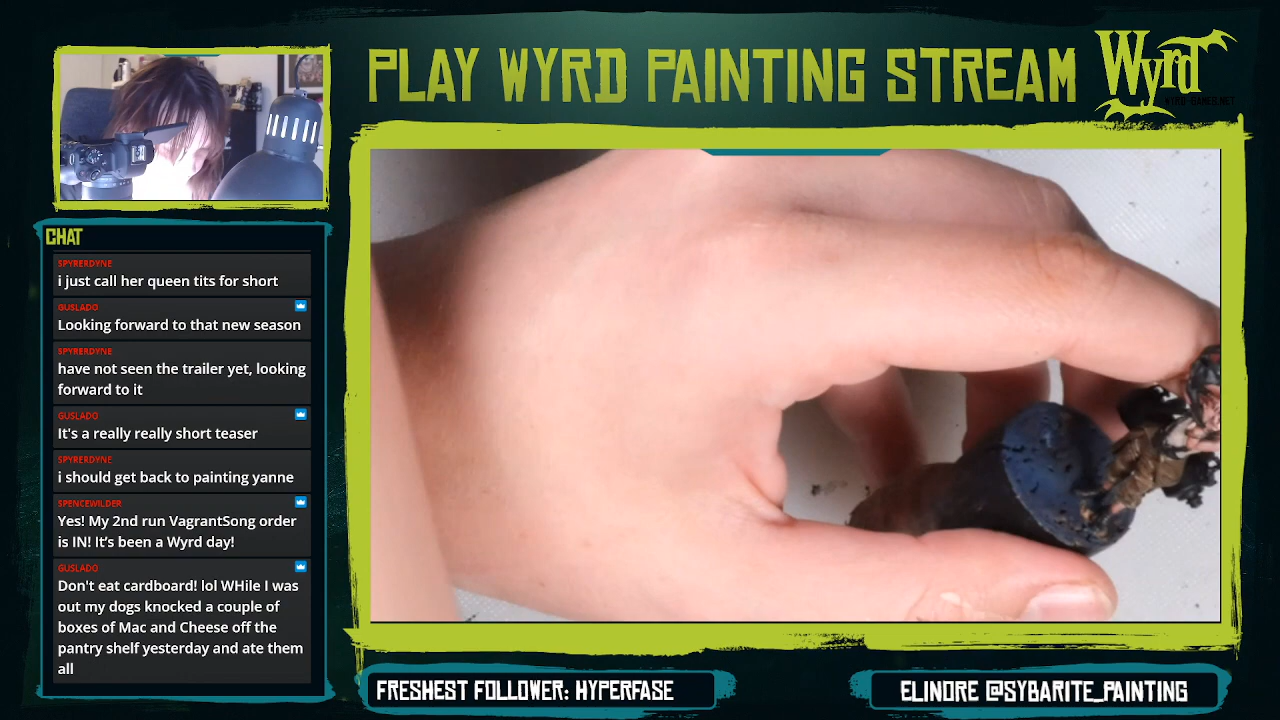 PLAY WYRD PAINTING STREAM
Wyrd
WYRD-GAMES.NET
CHAT
SPYRERDYNE
i just call her queen tits for short
GUSLADO
Looking forward to that new season
SPYRERDYNE
have not seen the trailer yet, looking
forward to it
GUSLADO
It's a really really short teaser
SPYRERDYNE
i should get back to painting yanne
SPENCEWILDER
Yes! My 2nd run VagrantSong order
is IN! It's been a Wyrd day!
GUSLADO
Don't eat cardboard! lol WHile I was
out my dogs knocked a couple of
boxes of Mac and Cheese off the
pantry shelf yesterday and ate them
all
FRESHEST FOLLOWER: HYPERFASE
ELINORE @SYBARITE_PAINTING